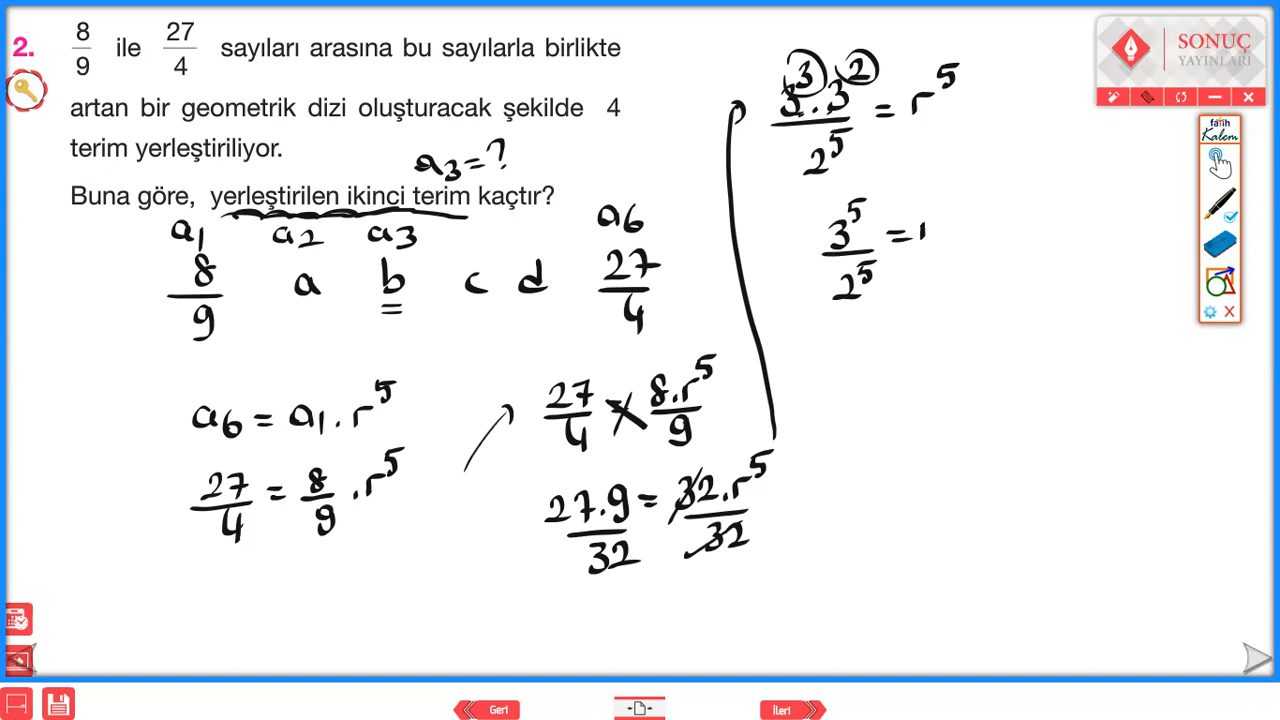 2. 8/9 ile 27/4 sayıları arasına bu sayılarla birlikte
artan bir geometrik dizi oluşturacak şekilde 4
terim yerleştiriliyor.
a3=?
Buna göre, yerleştirilen ikinci terim kaçtır?
a1 a2 a3 a6
8/9 a b c d 27/4
a6 = a1 . r^5
27/4 = 8/9 . r^5
27/4 8.r^5/9
27.9/32 = 32.r^5/32
3^3 . 3^2/2^5 = r^5
3^5/2^5 =
SONUÇ
YAYINLARI
fatih
Kalem
Geri
İleri